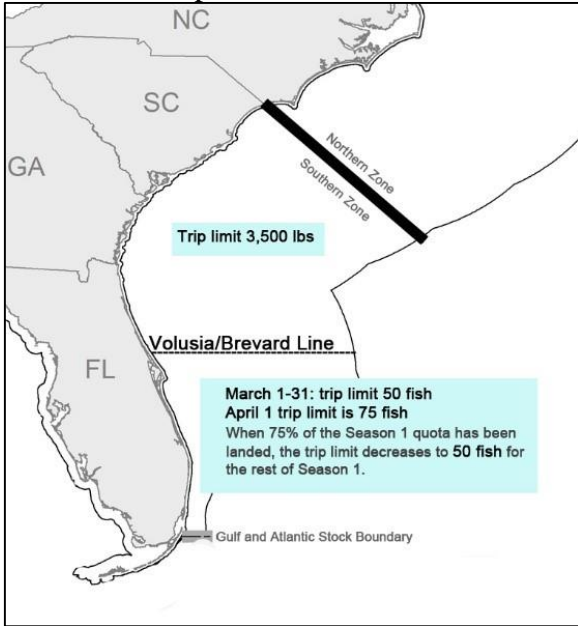 NC
SC
GA
Northern Zone
Southern Zone
Trip limit 3,500 lbs
Volusia/Brevard Line
FL
March 1-31: trip limit 50 fish
April 1 trip limit is 75 fish
When 75% of the Season 1 quota has been
landed, the trip limit decreases to 50 fish for
the rest of Season 1.
Gulf and Atlantic Stock Boundary